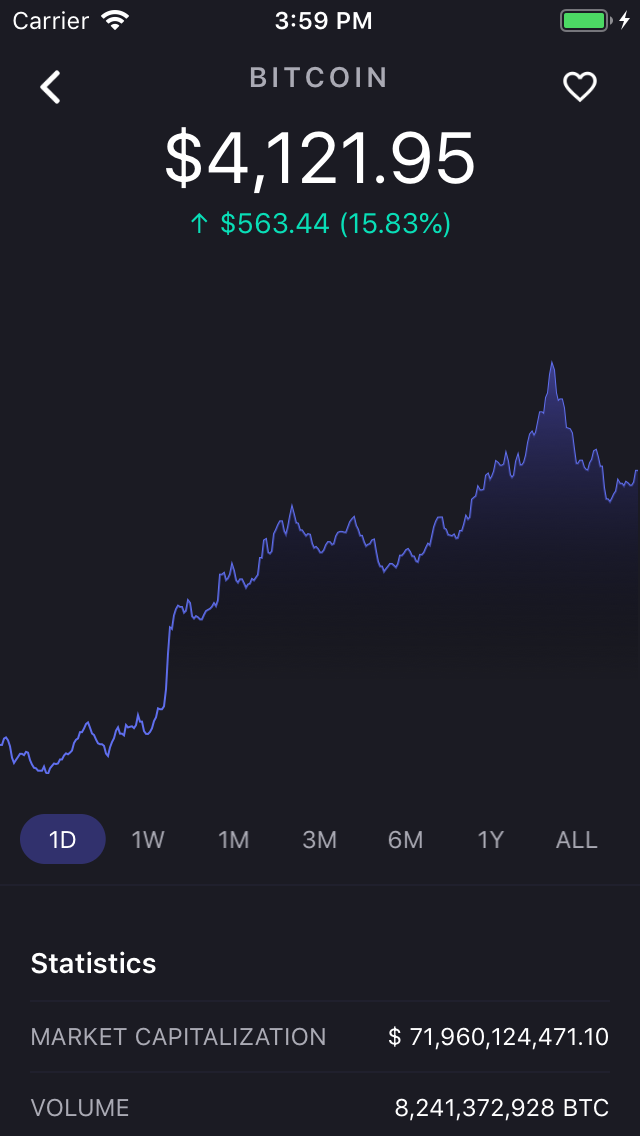 Carrier 3:59 PM
BITCOIN
$4,121.95
↑ $563.44 (15.83%)
1D 1W 1M 3M 6M 1Y ALL
Statistics
MARKET CAPITALIZATION $ 71,960,124,471.10
VOLUME 8,241,372,928 BTC